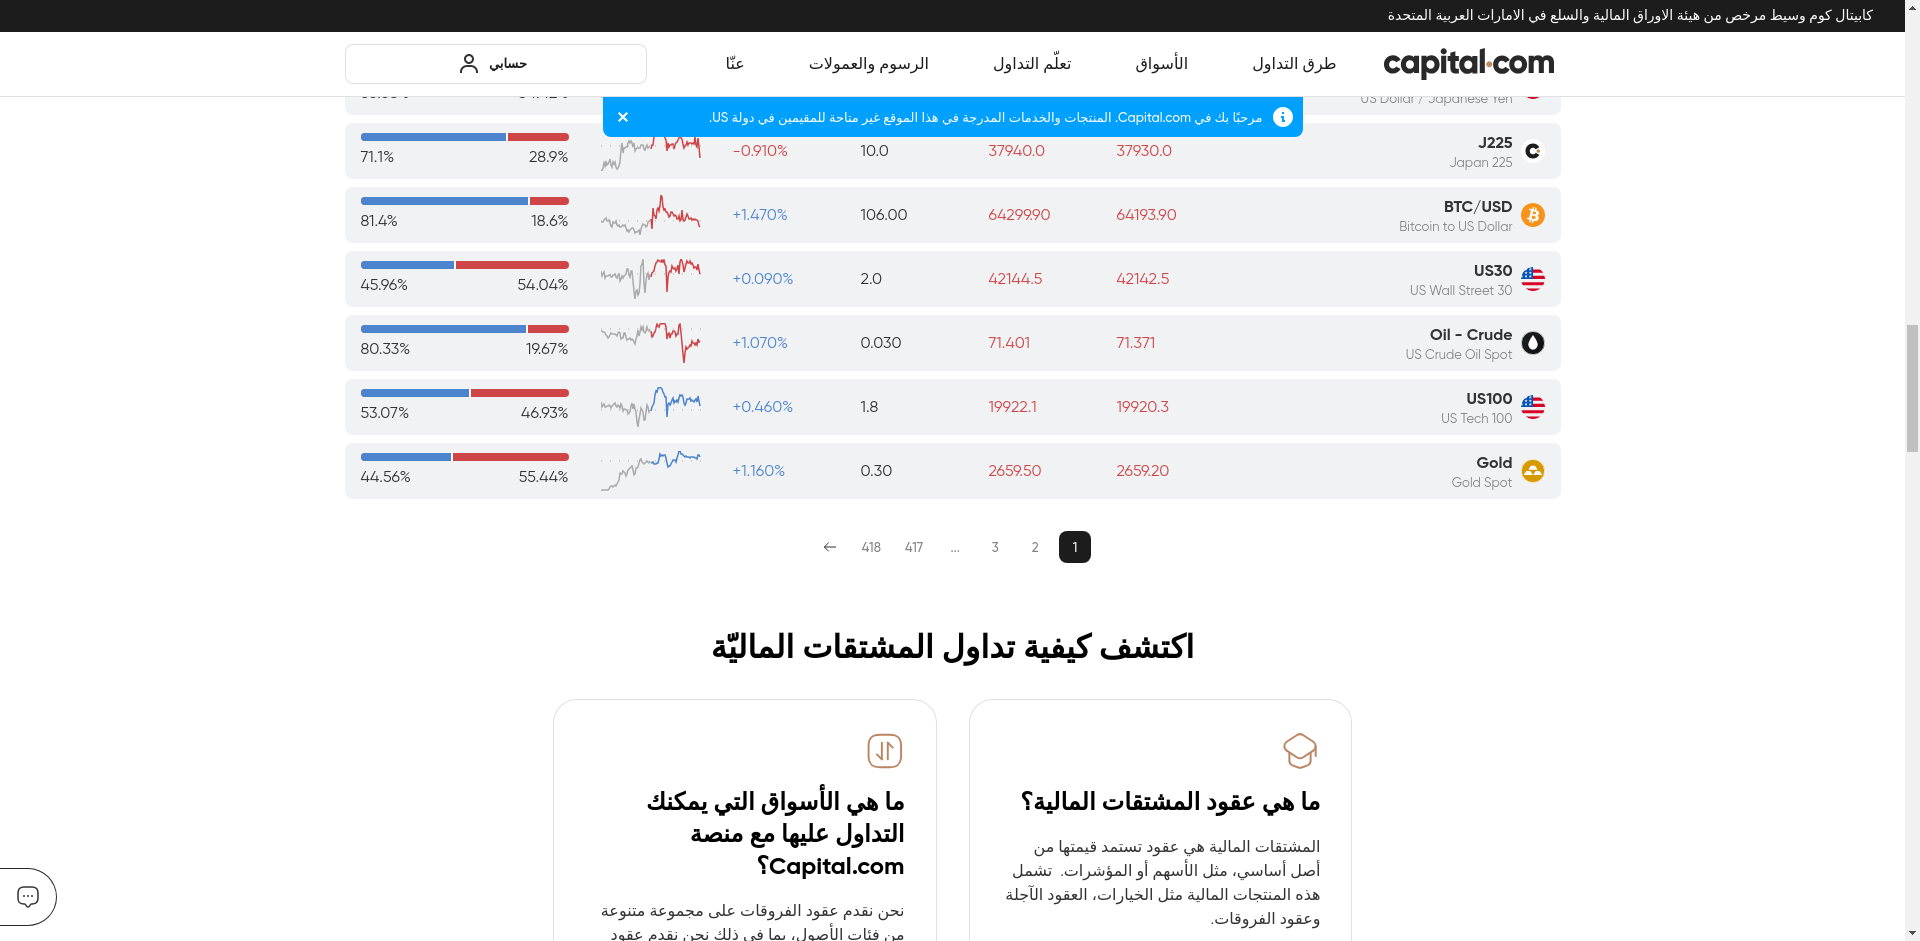 كابيتال كوم وسيط مرخص من هيئة الاوراق المالية والسلع في الامارات العربية المتحدة
capital.com طرق التداول الأسواق تعلّم التداول الرسوم والعمولات عنّا حسابي
مرحبًا بك في Capital.com. المنتجات والخدمات المدرجة في هذا الموقع غير متاحة للمقيمين في دولة US.
US Dollar / Japanese Yen
J225
Japan 225
37930.0 37940.0 10.0 -0.910% 28.9% 71.1%
BTC/USD
Bitcoin to US Dollar
64193.90 64299.90 106.00 +1.470% 18.6% 81.4%
US30
US Wall Street 30
42142.5 42144.5 2.0 +0.090% 54.04% 45.96%
Oil - Crude
US Crude Oil Spot
71.371 71.401 0.030 +1.070% 19.67% 80.33%
US100
US Tech 100
19920.3 19922.1 1.8 +0.460% 46.93% 53.07%
Gold
Gold Spot
2659.20 2659.50 0.30 +1.160% 55.44% 44.56%
1 2 3 ... 417 418
اكتشف كيفية تداول المشتقات الماليّة
ما هي عقود المشتقات المالية؟
المشتقات المالية هي عقود تستمد قيمتها من
أصل أساسي، مثل الأسهم أو المؤشرات. تشمل
هذه المنتجات المالية مثل الخيارات، العقود الآجلة
وعقود الفروقات.
ما هي الأسواق التي يمكنك
التداول عليها مع منصة
Capital.com؟
نحن نقدم عقود الفروقات على مجموعة متنوعة
من فئات الأصول، بما في ذلك نحن نقدم عقود